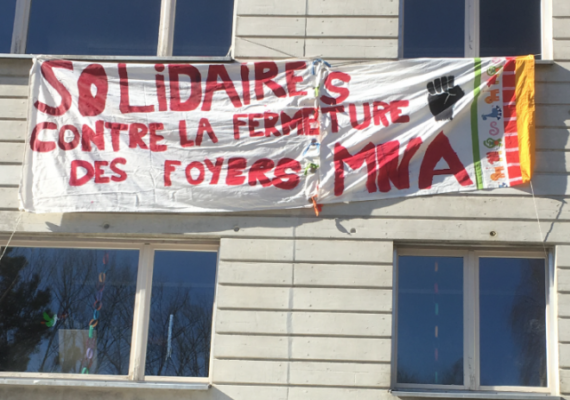 SOLiDAIRES
CONTRE LA FERMETURE
DES FOYERS MNA